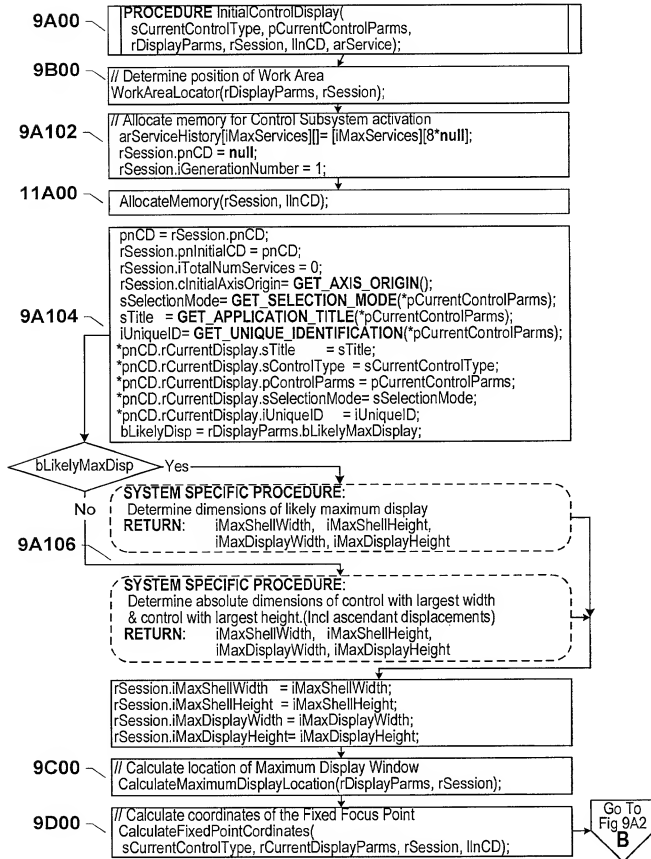 9A00
PROCEDURE InitialControlDisplay(
sCurrentControlType, pCurrentControlParms,
rDisplayParms, rSession, llnCD, arService)
9B00
// Determine position of Work Area
WorkAreaLocator(rDisplayParms, rSession);
9A102
// Allocate memory for Control Subsystem activation
arServiceHistory[iMaxServices][]= [iMaxServices][8*null];
rSession.pnCD = null;
rSession.iGenerationNumber = 1;
11A00
AllocateMemory(rSession, llnCD);
9A104
pnCD = rSession.pnCD;
rSession.pnInitialCD = pnCD;
rSession.iTotalNumServices = 0;
rSession.cInitialAxisOrigin= GET_AXIS_ORIGIN();
sSelectionMode= GET_SELECTION_MODE(*pCurrentControlParms);
sTitle = GET_APPLICATION_TITLE(*pCurrentControlParms);
iUniqueID= GET_UNIQUE_IDENTIFICATION(*pCurrentControlParms);
*pnCD.rCurrentDisplay.sTitle = sTitle;
*pnCD.rCurrentDisplay.sControlType = sCurrentControlType;
*pnCD.rCurrentDisplay.pControlParms = pCurrentControlParms;
*pnCD.rCurrentDisplay.sSelectionMode= sSelectionMode;
*pnCD.rCurrentDisplay.iUniqueID = iUniqueID;
bLikelyDisp = rDisplayParms.bLikelyMaxDisplay;
bLikelyMaxDisp
Yes
No
SYSTEM SPECIFIC PROCEDURE:
Determine dimensions of likely maximum display
RETURN: iMaxShellWidth, iMaxShellHeight,
iMaxDisplayWidth, iMaxDisplayHeight
9A106
SYSTEM SPECIFIC PROCEDURE:
Determine absolute dimensions of control with largest width
& control with largest height.(Incl ascendant displacements)
RETURN: iMaxShellWidth, iMaxShellHeight,
iMaxDisplayWidth, iMaxDisplayHeight
rSession.iMaxShellWidth = iMaxShellWidth;
rSession.iMaxShellHeight = iMaxShellHeight;
rSession.iMaxDisplayWidth = iMaxDisplayWidth;
rSession.iMaxDisplayHeight= iMaxDisplayHeight;
9C00
// Calculate location of Maximum Display Window
CalculateMaximumDisplayLocation(rDisplayParms, rSession);
9D00
// Calculate coordinates of the Fixed Focus Point
CalculateFixedPointCordinates(
sCurrentControlType, rCurrentDisplayParms, rSession, llnCD);
Go To
Fig 9A2
B